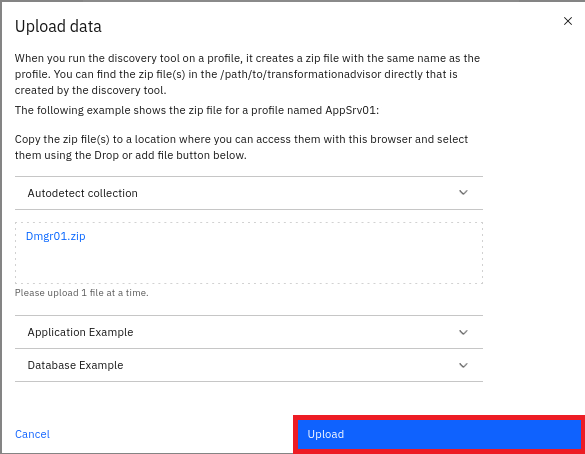 Upload data
When you run the discovery tool on a profile, it creates a zip file with the same name as the
profile. You can find the zip file(s) in the /path/to/transformationadvisor directly that is
created by the discovery tool.
The following example shows the zip file for a profile named AppSrv01:
Copy the zip file(s) to a location where you can access them with this browser and select
them using the Drop or add file button below.
Autodetect collection
Dmgr01.zip
Please upload 1 file at a time.
Application Example
Database Example
Cancel
Upload